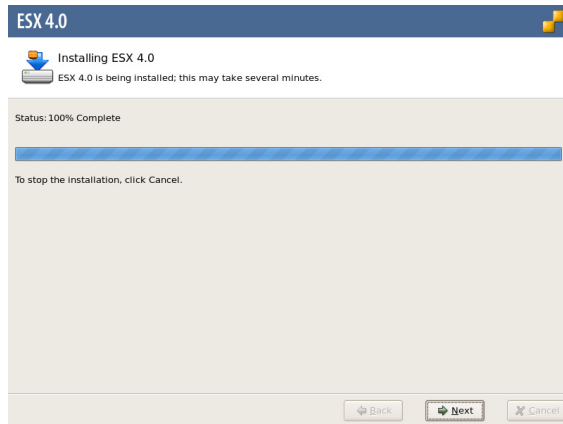 ESX 4.0
Installing ESX 4.0
ESX 4.0 is being installed; this may take several minutes.
Status: 100% Complete
To stop the installation, click Cancel.
Back Next Cancel